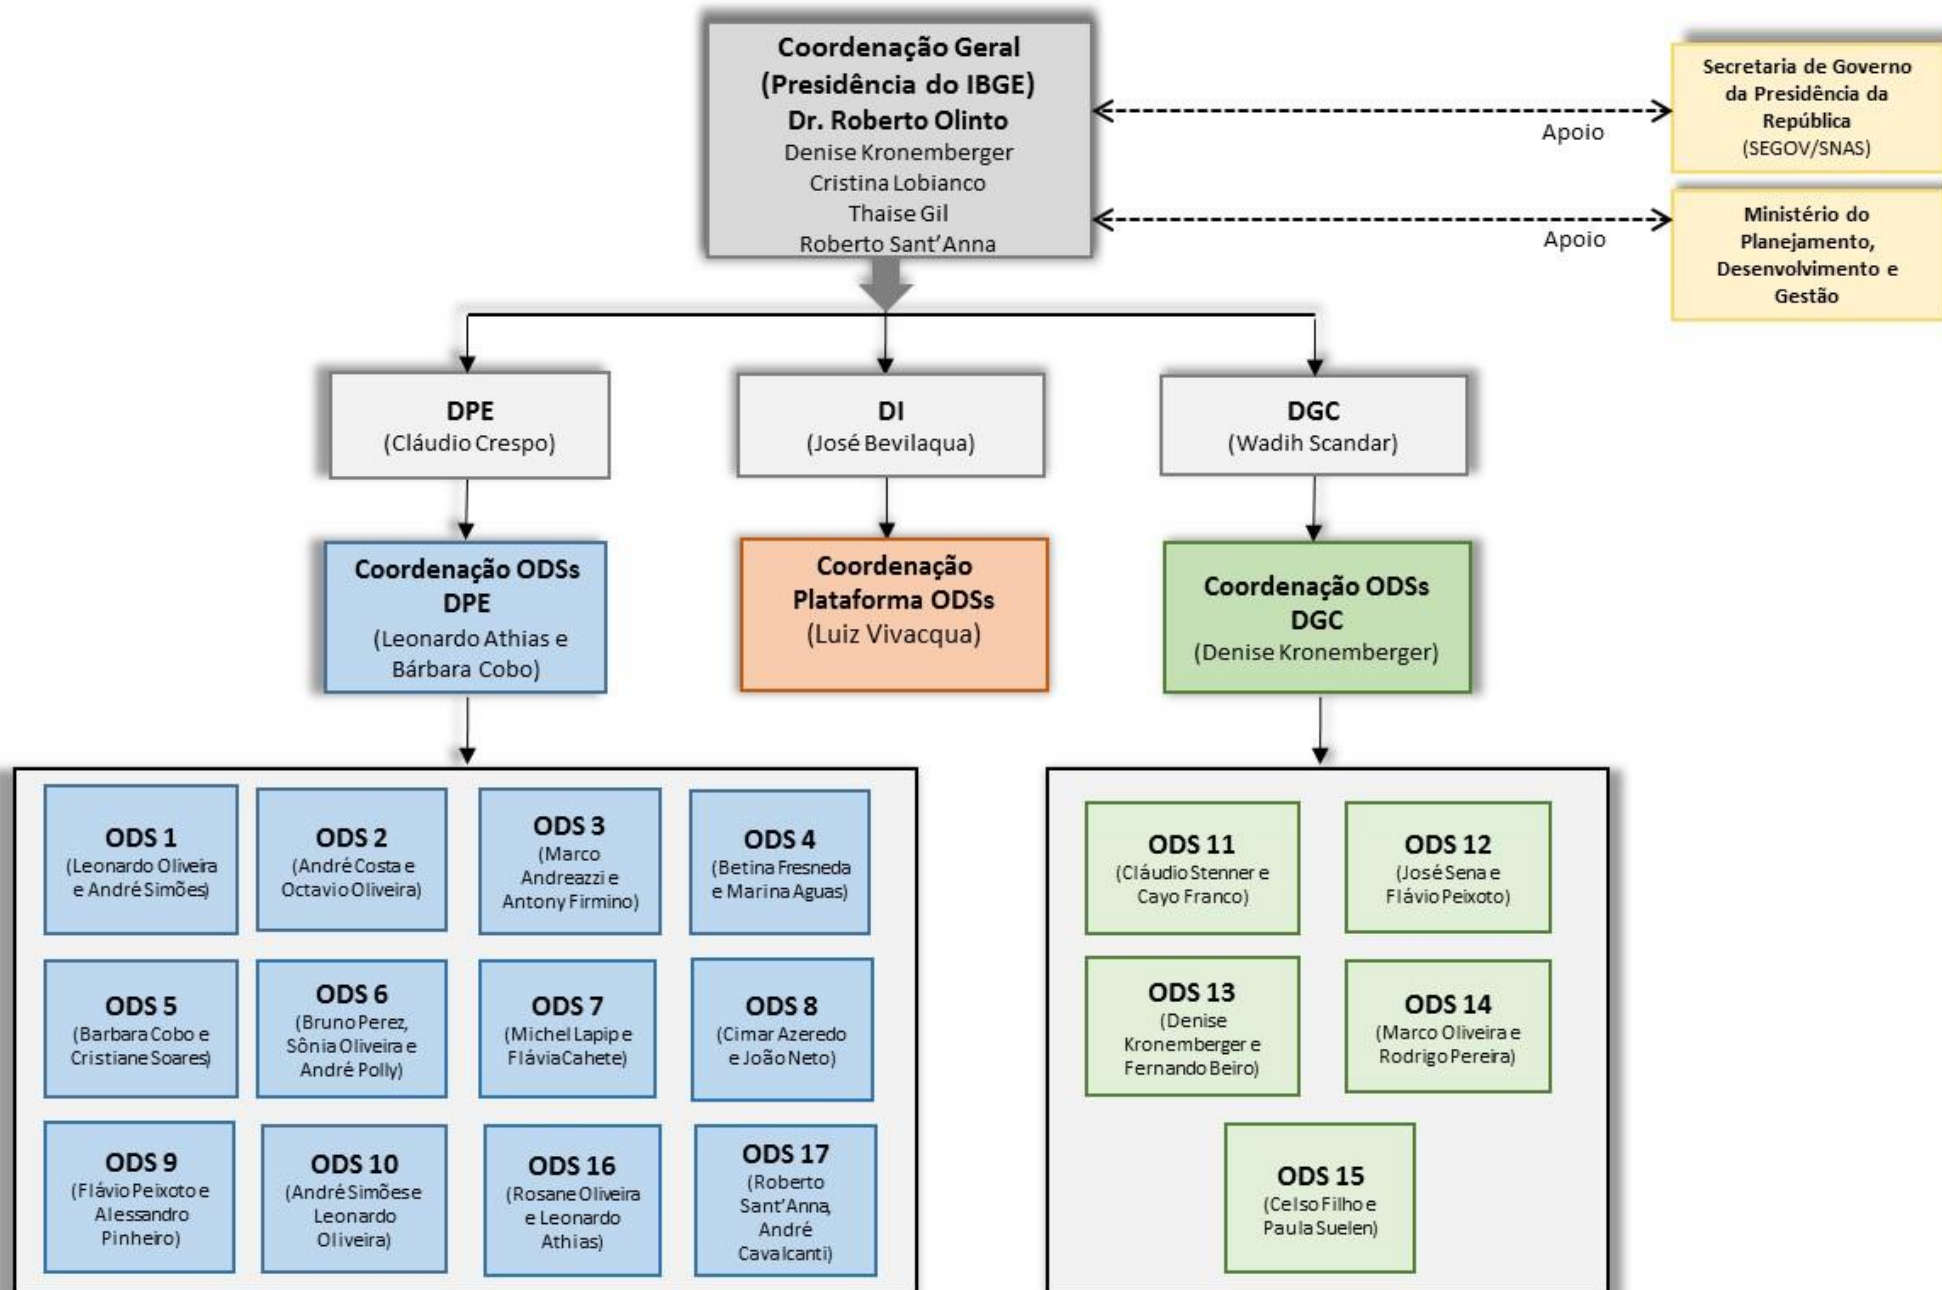 Coordenação Geral
(Presidência do IBGE)
Dr. Roberto Olinto
Denise Kronemberger
Cristina Lobianco
Thaise Gil
Roberto Sant’Anna
Apoio
Secretaria de Governo
da Presidência da
República
(SEGOV/SNAS)
Apoio
Ministério do
Planejamento,
Desenvolvimento e
Gestão
DPE
(Cláudio Crespo)
DI
(José Bevilaqua)
DGC
(Wadih Scandar)
Coordenação ODSs
DPE
(Leonardo Athias e
Bárbara Cobo)
Coordenação
Plataforma ODSs
(Luiz Vivacqua)
Coordenação ODSs
DGC
(Denise Kronemberger)
ODS 1
(Leonardo Oliveira
e André Simões)
ODS 2
(André Costa e
Octavio Oliveira)
ODS 3
(Marco
Andreazzi e
Antony Firmino)
ODS 4
(Betina Fresneda
e Marina Aguas)
ODS 5
(Barbara Cobo e
Cristiane Soares)
ODS 6
(Bruno Perez,
Sônia Oliveira e
André Polly)
ODS 7
(Michel Lapip e
Flávia Cahete)
ODS 8
(Cimar Azeredo
e João Neto)
ODS 9
(Flávio Peixoto e
Alessandro
Pinheiro)
ODS 10
(André Simões e
Leonardo
Oliveira)
ODS 16
(Rosane Oliveira
e Leonardo
Athias)
ODS 17
(Roberto
Sant’Anna,
André
Cavalcanti)
ODS 11
(Cláudio Stenner e
Cayo Franco)
ODS 12
(José Sena e
Flávio Peixoto)
ODS 13
(Denise
Kronemberger e
Fernando Beiro)
ODS 14
(Marco Oliveira e
Rodrigo Pereira)
ODS 15
(Celso Filho e
Paula Suelen)